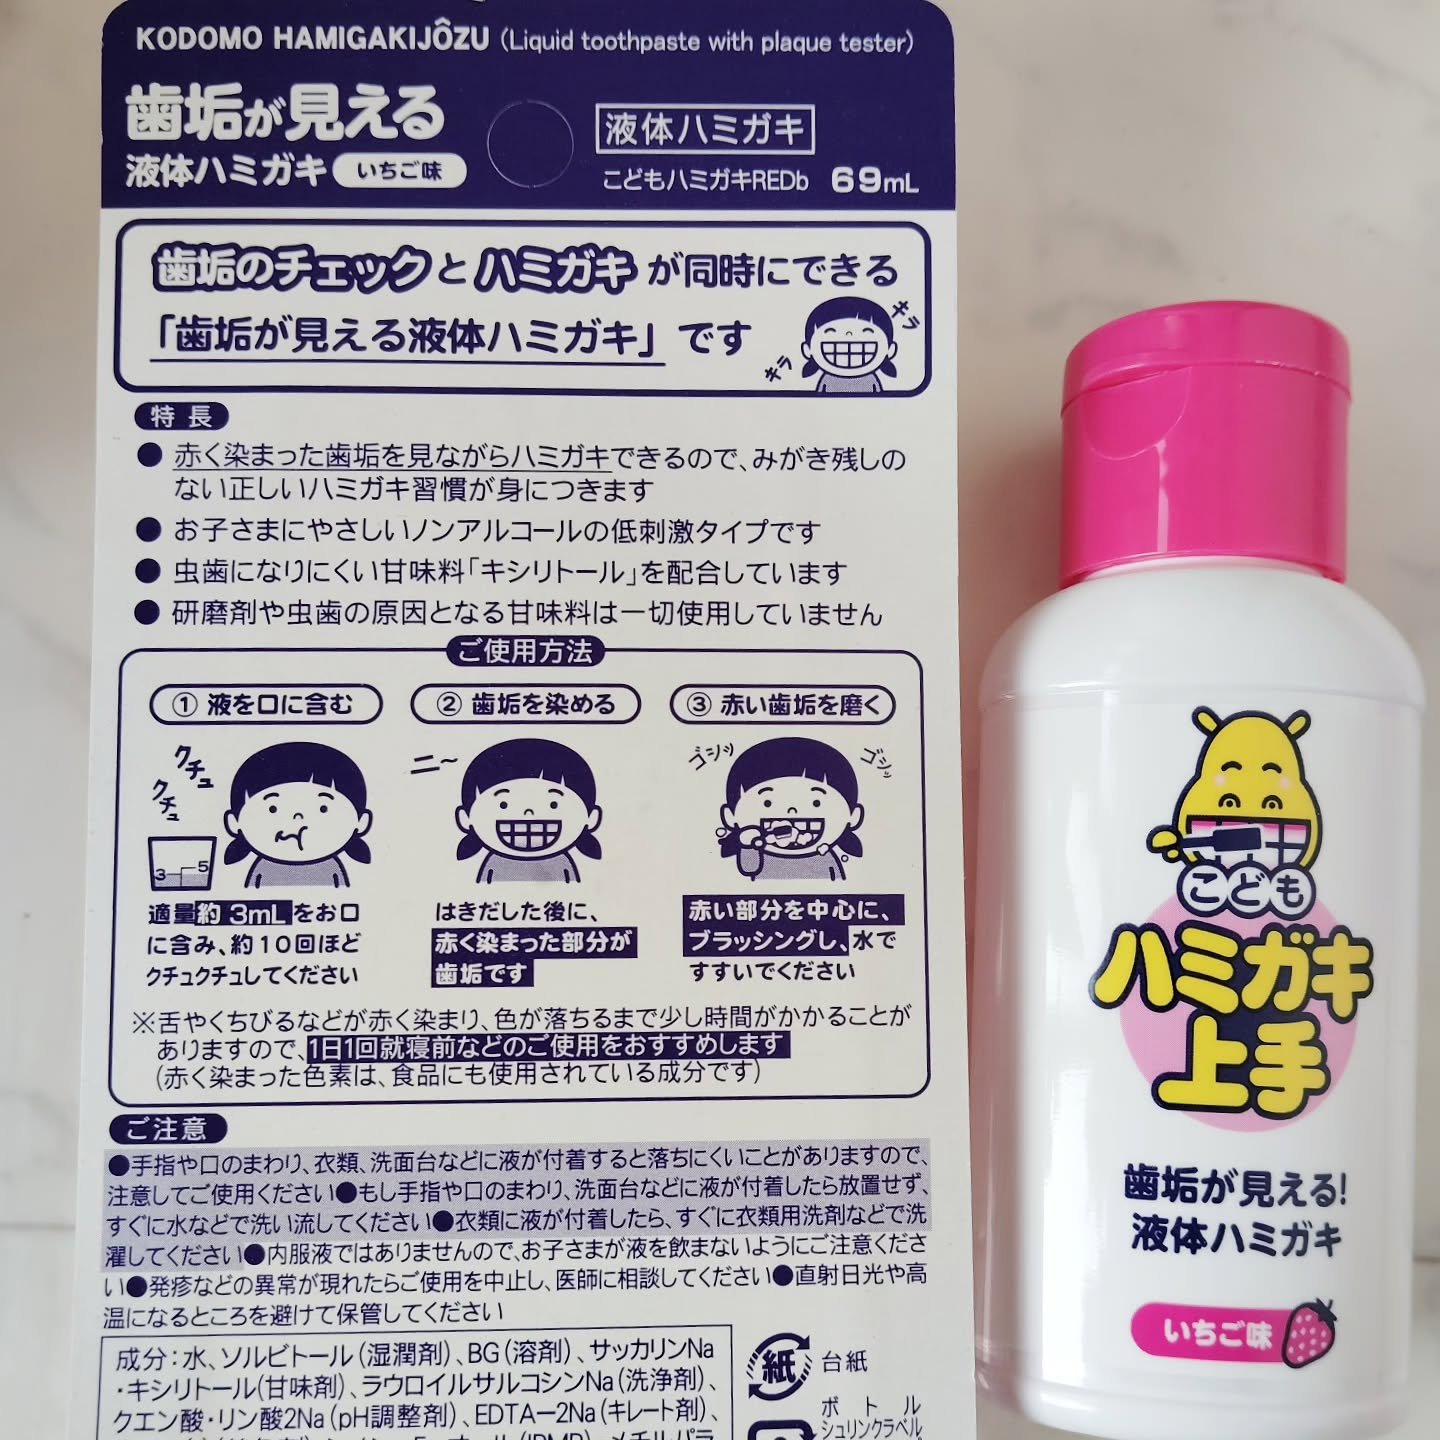 KODOMO HAMIGAKIJÔZU (Liquid toothpaste with plaque tester)
歯垢が見える
液体ハミガキ いちご味
液体ハミガキ
こどもハミガキREDb 69mL
歯垢のチェックとハミガキが同時にできる
「歯垢が見える液体ハミガキ」です
キラ
キラ
特長
● 赤く染まった歯垢を見ながらハミガキできるので、みがき残しの
ない正しいハミガキ習慣が身につきます
● お子さまにやさしいノンアルコールの低刺激タイプです
● 虫歯になりにくい甘味料「キシリトール」を配合しています
● 研磨剤や虫歯の原因となる甘味料は一切使用していません
ご使用方法
① 液を口に含む
クチュ
クチュ
3 5
適量約3mLをお口
に含み、約10回ほど
クチュクチュしてください
② 歯垢を染める
ニ〜
はきだした後に、
赤く染まった部分が
歯垢です
③ 赤い歯垢を磨く
ゴシッ
ゴシッ
赤い部分を中心に、
ブラッシングし、水で
すすいでください
※舌やくちびるなどが赤く染まり、色が落ちるまで少し時間がかかることが
ありますので、1日1回就寝前などのご使用をおすすめします
(赤く染まった色素は、食品にも使用されている成分です)
ご注意
●手指や口のまわり、衣類、洗面台などに液が付着すると落ちにくいことがありますので、
注意してご使用ください●もし手指や口のまわり、洗面台などに液が付着したら放置せず、
すぐに水などで洗い流してください●衣類に液が付着したら、すぐに衣類用洗剤などで洗
濯してください●内服液ではありませんので、お子さまが液を飲まないようにご注意くださ
い●発疹などの異常が現れたらご使用を中止し、医師に相談してください●直射日光や高
温になるところを避けて保管してください
成分:水、ソルビトール(湿潤剤)、BG(溶剤)、サッカリンNa
・キシリトール(甘味剤)、ラウロイルサルコシンNa(洗浄剤)、
クエン酸・リン酸2Na(pH調整剤)、EDTA-2Na(キレート剤)、
紙 台紙
ボトル
シュリンクラベル
こども
ハミガキ
上手
歯垢が見える!
液体ハミガキ
いちご味